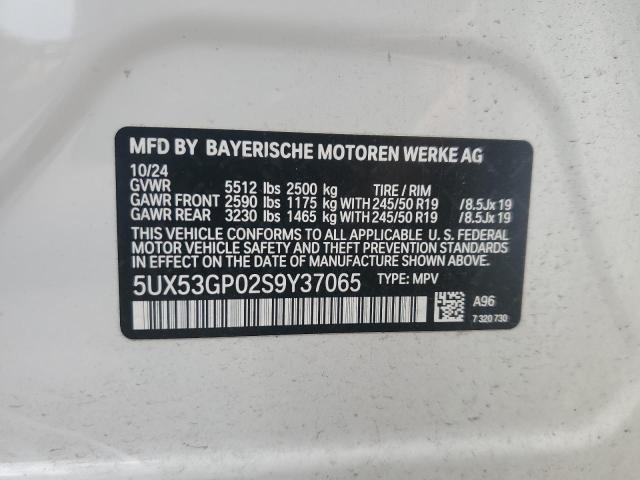 MFD BY BAYERISCHE MOTOREN WERKE AG
10/24
GVWR 5512 lbs 2500 kg TIRE / RIM
GAWR FRONT 2590 lbs 1175 kg WITH 245/50 R19 /8.5Jx19
GAWR REAR 3230 lbs 1465 kg WITH 245/50 R19 /8.5Jx19
THIS VEHICLE CONFORMS TO ALL APPLICABLE U. S. FEDERAL
MOTOR VEHICLE SAFETY AND THEFT PREVENTION STANDARDS
IN EFFECT ON THE DATE OF MANUFACTURE SHOWN ABOVE.
5UX53GP02S9Y37065 TYPE: MPV
A96
7 320 730